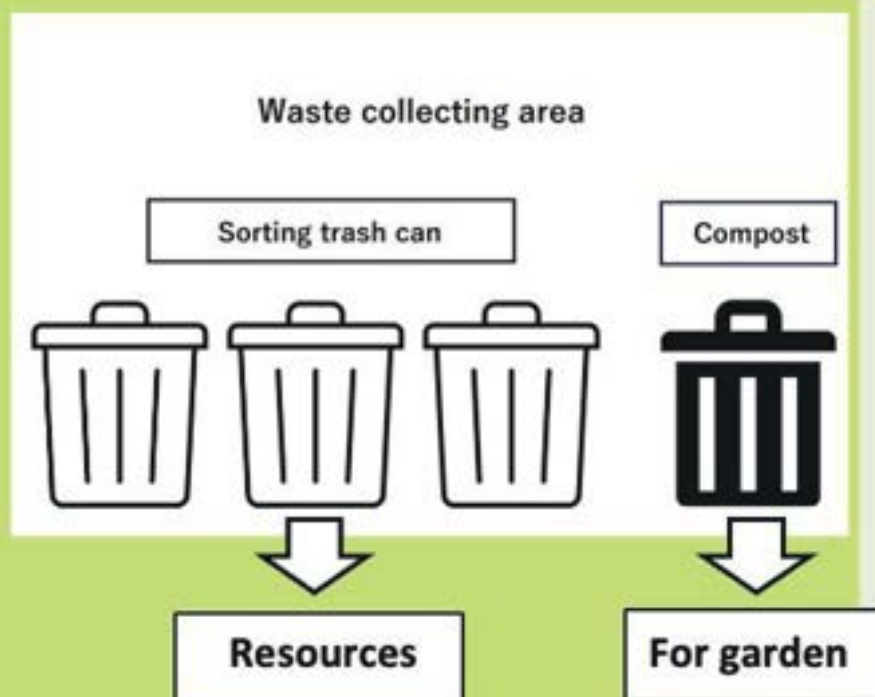 Waste collecting area
Sorting trash can
Compost
Resources
For garden